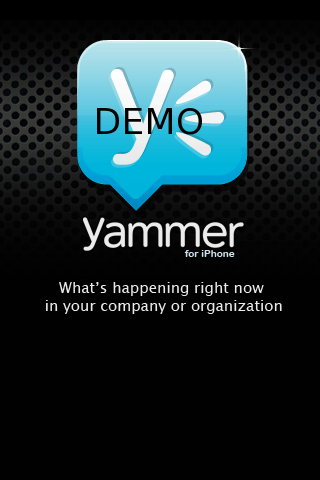 DEMO
yammer
for iPhone
What's happening right now
in your company or organization